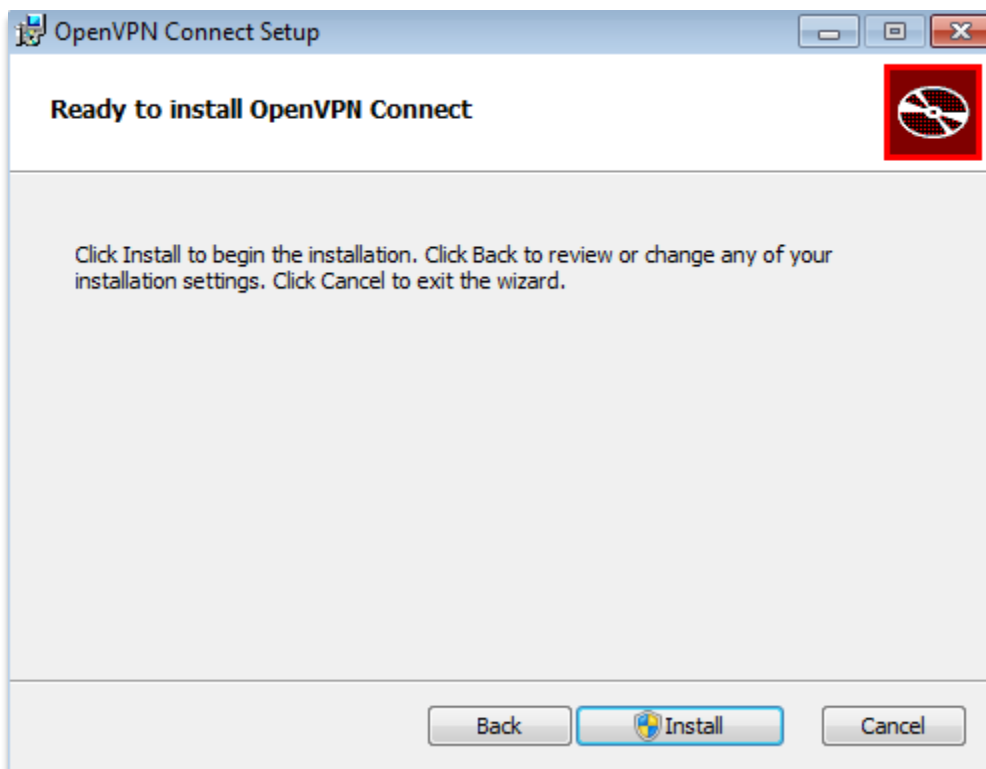 OpenVPN Connect Setup
Ready to install OpenVPN Connect
Click Install to begin the installation. Click Back to review or change any of your
installation settings. Click Cancel to exit the wizard.
Back Install Cancel